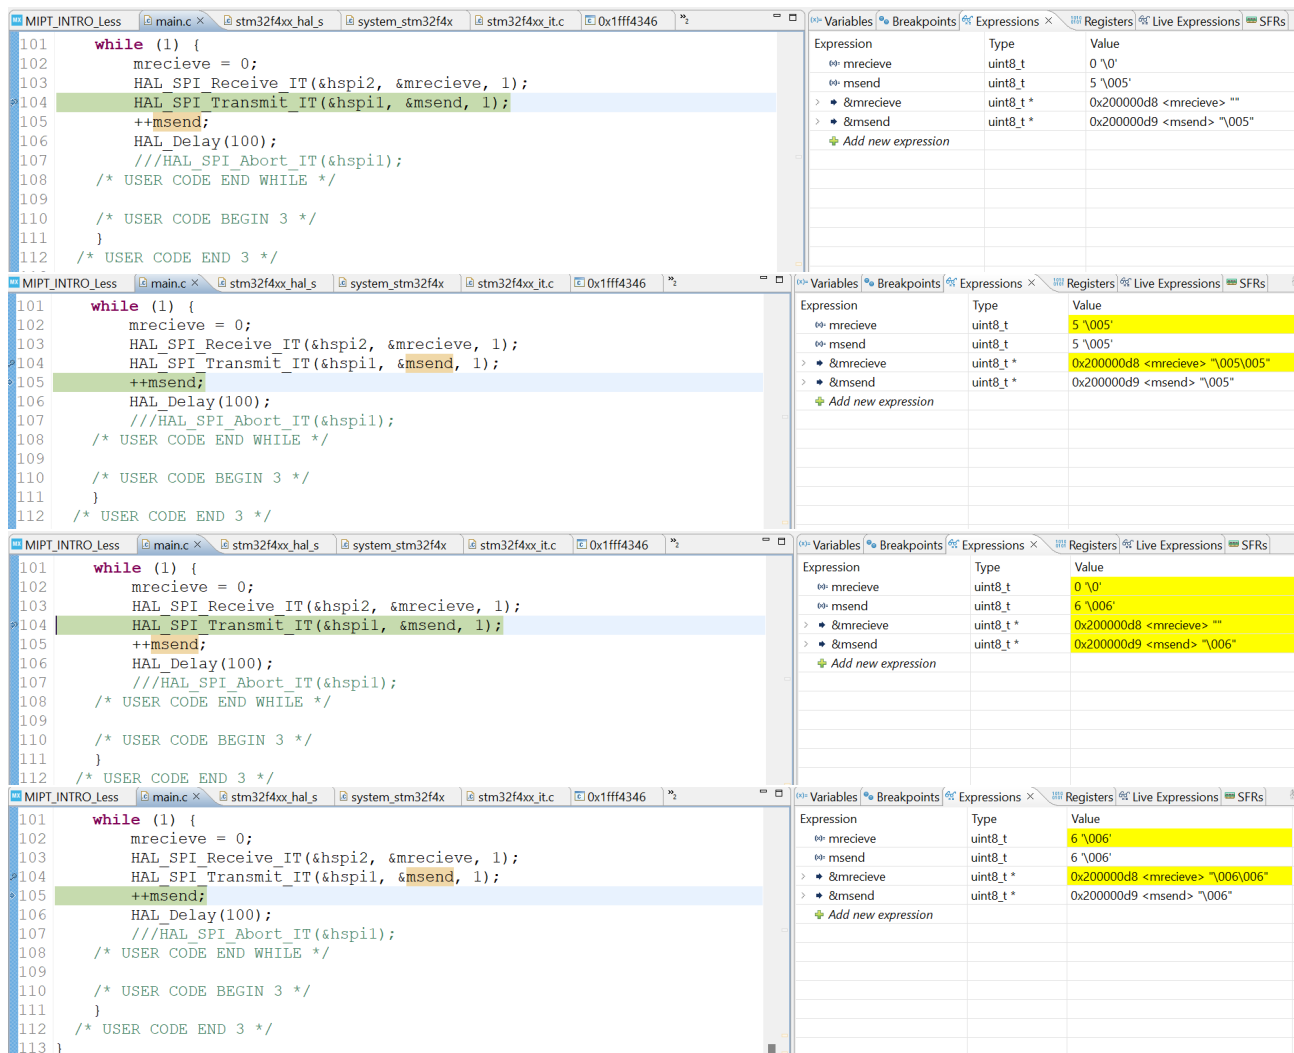 MIPT_INTRO_Less main.c × stm32f4xx_hal_s system_stm32f4x stm32f4xx_it.c 0x1fff4346 »2 (x)= Variables Breakpoints Expressions × Registers Live Expressions SFRs
101 while (1) { Expression Type Value
102 mrecieve = 0; (x)= mrecieve uint8_t 0 '\0'
103 HAL_SPI_Receive_IT(&hspi2, &mrecieve, 1); (x)= msend uint8_t 5 '\005'
104 HAL_SPI_Transmit_IT(&hspi1, &msend, 1); > &mrecieve uint8_t * 0x200000d8 <mrecieve> ""
105 ++msend; > &msend uint8_t * 0x200000d9 <msend> "\005"
106 HAL_Delay(100); Add new expression
107 ///HAL_SPI_Abort_IT(&hspi1);
108 /* USER CODE END WHILE */
109
110 /* USER CODE BEGIN 3 */
111 }
112 /* USER CODE END 3 */
MIPT_INTRO_Less main.c × stm32f4xx_hal_s system_stm32f4x stm32f4xx_it.c 0x1fff4346 »2 (x)= Variables Breakpoints Expressions × Registers Live Expressions SFRs
101 while (1) { Expression Type Value
102 mrecieve = 0; (x)= mrecieve uint8_t 5 '\005'
103 HAL_SPI_Receive_IT(&hspi2, &mrecieve, 1); (x)= msend uint8_t 5 '\005'
104 HAL_SPI_Transmit_IT(&hspi1, &msend, 1); > &mrecieve uint8_t * 0x200000d8 <mrecieve> "\005\005"
105 ++msend; > &msend uint8_t * 0x200000d9 <msend> "\005"
106 HAL_Delay(100); Add new expression
107 ///HAL_SPI_Abort_IT(&hspi1);
108 /* USER CODE END WHILE */
109
110 /* USER CODE BEGIN 3 */
111 }
112 /* USER CODE END 3 */
MIPT_INTRO_Less main.c × stm32f4xx_hal_s system_stm32f4x stm32f4xx_it.c 0x1fff4346 »2 (x)= Variables Breakpoints Expressions × Registers Live Expressions SFRs
101 while (1) { Expression Type Value
102 mrecieve = 0; (x)= mrecieve uint8_t 0 '\0'
103 HAL_SPI_Receive_IT(&hspi2, &mrecieve, 1); (x)= msend uint8_t 6 '\006'
104 HAL_SPI_Transmit_IT(&hspi1, &msend, 1); > &mrecieve uint8_t * 0x200000d8 <mrecieve> ""
105 ++msend; > &msend uint8_t * 0x200000d9 <msend> "\006"
106 HAL_Delay(100); Add new expression
107 ///HAL_SPI_Abort_IT(&hspi1);
108 /* USER CODE END WHILE */
109
110 /* USER CODE BEGIN 3 */
111 }
112 /* USER CODE END 3 */
MIPT_INTRO_Less main.c × stm32f4xx_hal_s system_stm32f4x stm32f4xx_it.c 0x1fff4346 »2 (x)= Variables Breakpoints Expressions × Registers Live Expressions SFRs
101 while (1) { Expression Type Value
102 mrecieve = 0; (x)= mrecieve uint8_t 6 '\006'
103 HAL_SPI_Receive_IT(&hspi2, &mrecieve, 1); (x)= msend uint8_t 6 '\006'
104 HAL_SPI_Transmit_IT(&hspi1, &msend, 1); > &mrecieve uint8_t * 0x200000d8 <mrecieve> "\006\006"
105 ++msend; > &msend uint8_t * 0x200000d9 <msend> "\006"
106 HAL_Delay(100); Add new expression
107 ///HAL_SPI_Abort_IT(&hspi1);
108 /* USER CODE END WHILE */
109
110 /* USER CODE BEGIN 3 */
111 }
112 /* USER CODE END 3 */
113 }